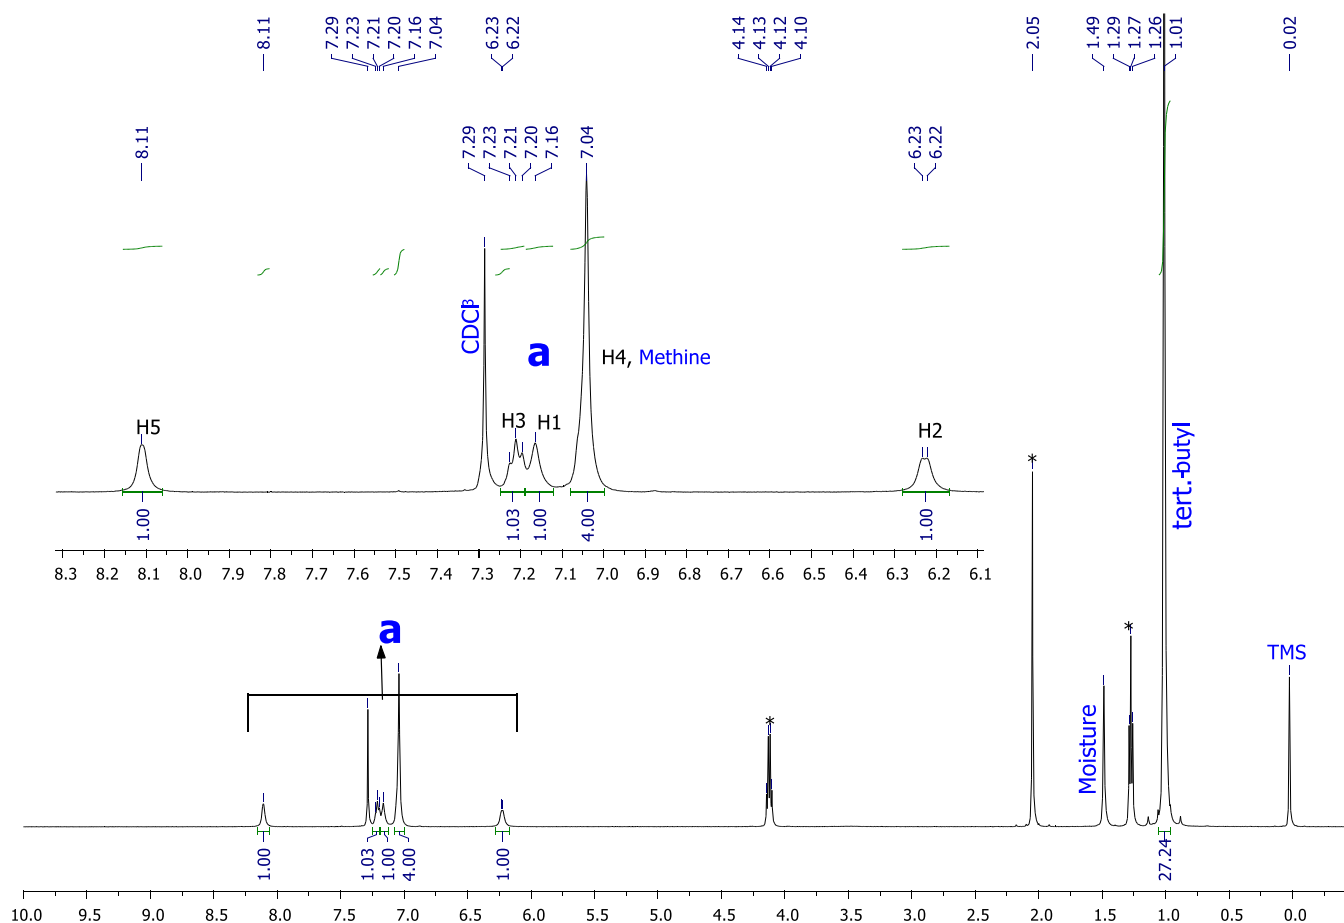 8.11 7.29 7.23 7.21 7.20 7.16 7.04 6.23 6.22 4.14 4.13 4.12 4.10 2.05 1.49 1.29 1.27 1.26 1.01 0.02
8.11 7.29 7.23 7.21 7.20 7.16 7.04 6.23 6.22
CDCl3
a
H4, Methine
H5
H3
H1
H2
tert.-butyl
*
1.00 1.03 1.00 4.00 1.00
8.3 8.2 8.1 8.0 7.9 7.8 7.7 7.6 7.5 7.4 7.3 7.2 7.1 7.0 6.9 6.8 6.7 6.6 6.5 6.4 6.3 6.2 6.1
a
*
TMS
*
Moisture
1.00 1.03 1.00 4.00 1.00 27.24
10.0 9.5 9.0 8.5 8.0 7.5 7.0 6.5 6.0 5.5 5.0 4.5 4.0 3.5 3.0 2.5 2.0 1.5 1.0 0.5 0.0